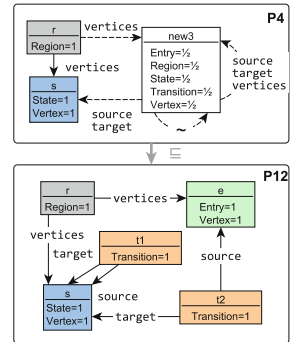 P4
r
Region=1
vertices
new3
Entry=½
Region=½
State=½
Transition=½
Vertex=½
source
target
vertices
vertices
s
State=1
Vertex=1
source
target
~
⊑
P12
r
Region=1
vertices
e
Entry=1
Vertex=1
vertices
target
t1
Transition=1
source
s
State=1
Vertex=1
source
target
t2
Transition=1